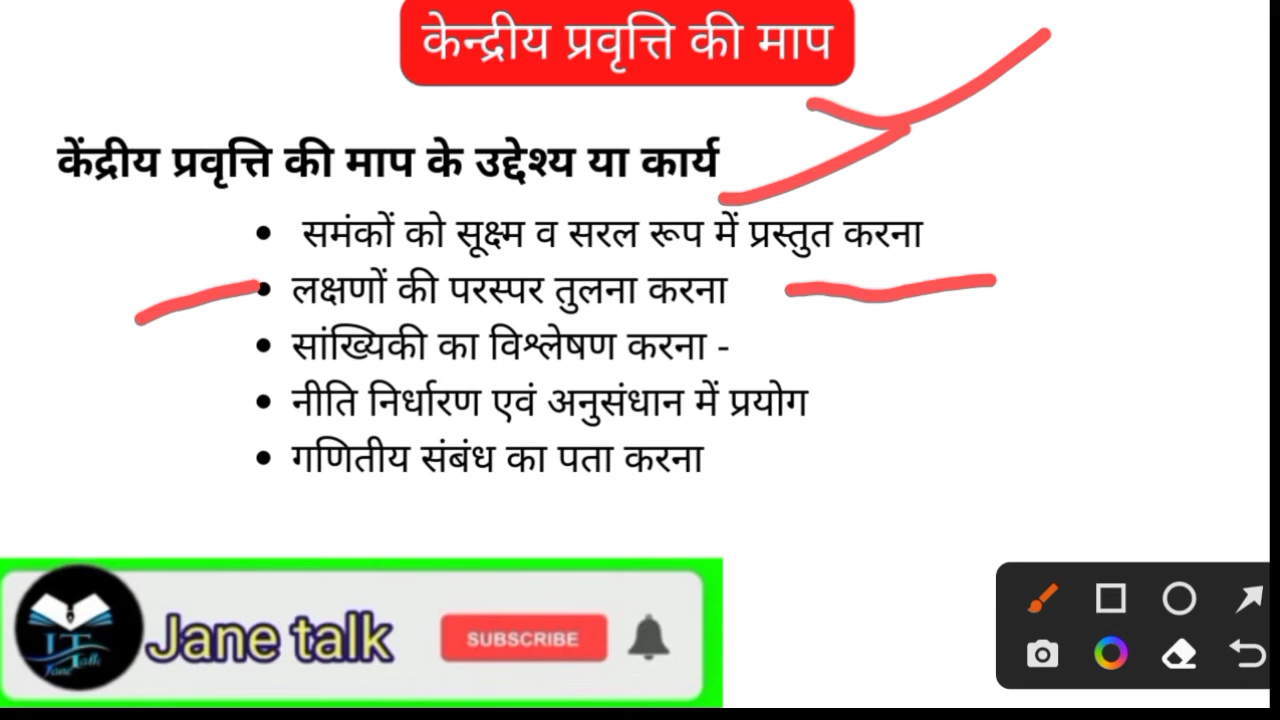 केन्द्रीय प्रवृत्ति की माप
केंद्रीय प्रवृत्ति की माप के उद्देश्य या कार्य
• समंकों को सूक्ष्म व सरल रूप में प्रस्तुत करना
• लक्षणों की परस्पर तुलना करना
• सांख्यिकी का विश्लेषण करना -
• नीति निर्धारण एवं अनुसंधान में प्रयोग
• गणितीय संबंध का पता करना
Jane talk
SUBSCRIBE